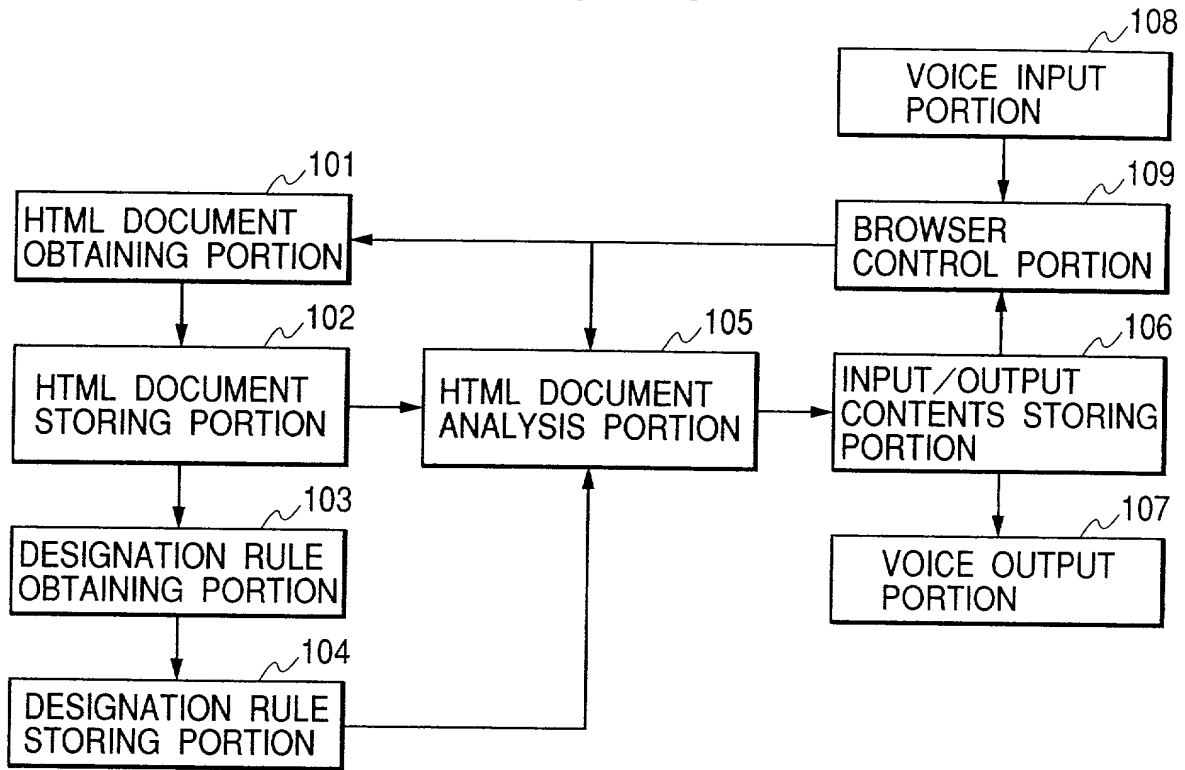 108
VOICE INPUT
PORTION
101
HTML DOCUMENT
OBTAINING PORTION
109
BROWSER
CONTROL PORTION
102
HTML DOCUMENT
STORING PORTION
105
HTML DOCUMENT
ANALYSIS PORTION
106
INPUT/OUTPUT
CONTENTS STORING
PORTION
103
DESIGNATION RULE
OBTAINING PORTION
107
VOICE OUTPUT
PORTION
104
DESIGNATION RULE
STORING PORTION